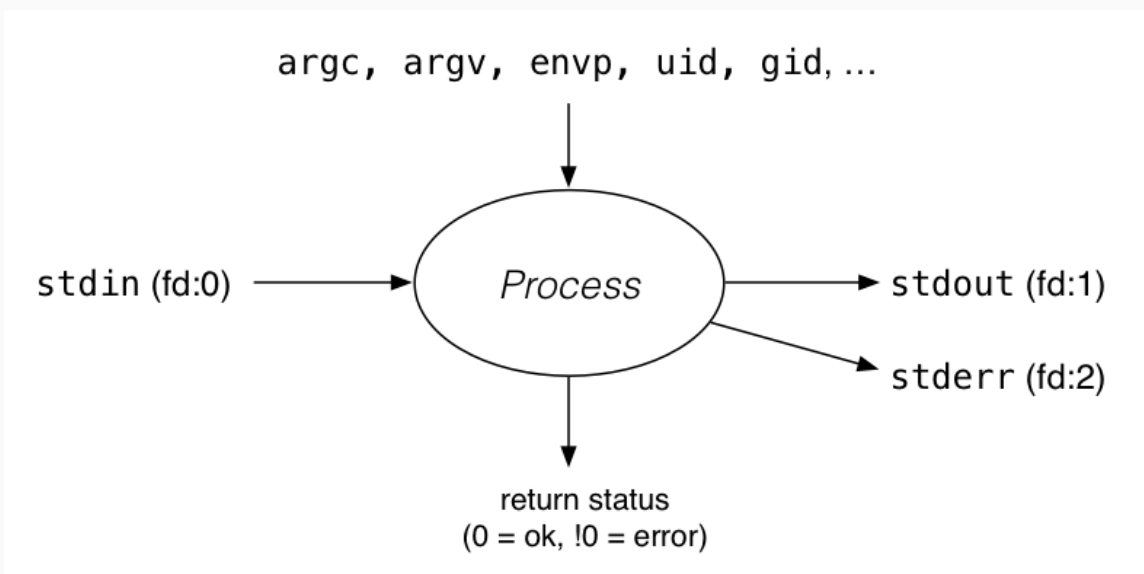 argc, argv, envp, uid, gid, ...
stdin (fd:0)
Process
stdout (fd:1)
stderr (fd:2)
return status
(0 = ok, !0 = error)